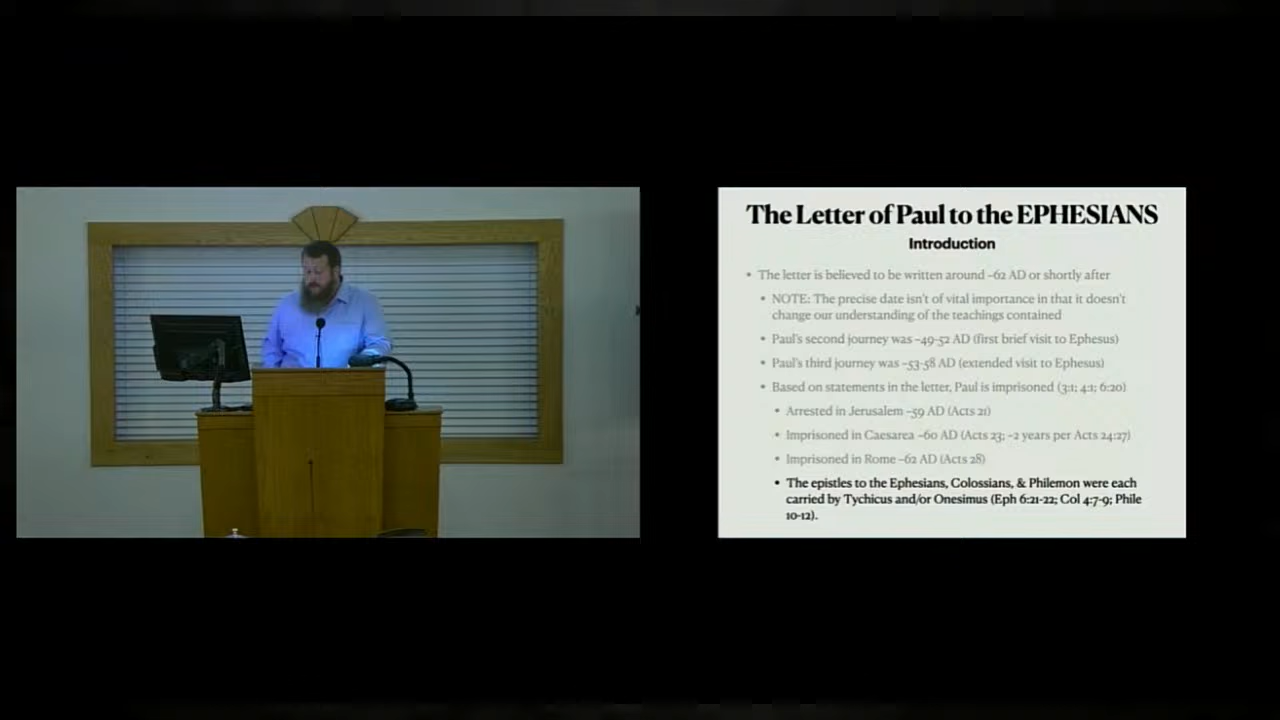 The Letter of Paul to the EPHESIANS
Introduction
• The letter is believed to be written around ~62 AD or shortly after
• NOTE: The precise date isn't of vital importance in that it doesn't
change our understanding of the teachings contained
• Paul's second journey was ~49-52 AD (first brief visit to Ephesus)
• Paul's third journey was ~53-58 AD (extended visit to Ephesus)
• Based on statements in the letter, Paul is imprisoned (3:1; 4:1; 6:20)
• Arrested in Jerusalem ~59 AD (Acts 21)
• Imprisoned in Caesarea ~60 AD (Acts 23; ~2 years per Acts 24:27)
• Imprisoned in Rome ~62 AD (Acts 28)
• The epistles to the Ephesians, Colossians, & Philemon were each
carried by Tychicus and/or Onesimus (Eph 6:21-22; Col 4:7-9; Phile
10-12).